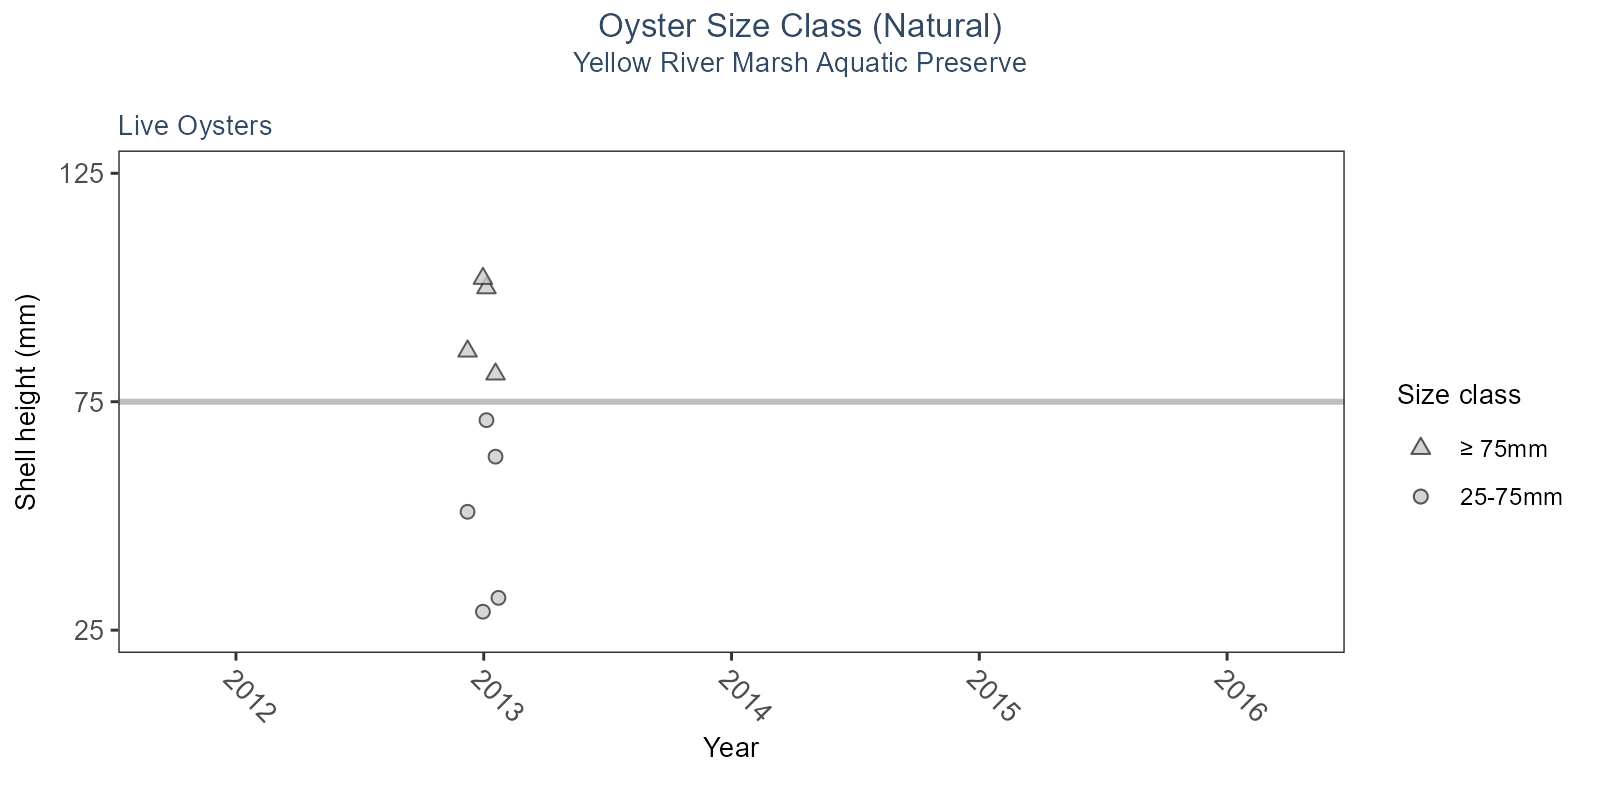 Oyster Size Class (Natural)
Yellow River Marsh Aquatic Preserve
Live Oysters
125
75
25
Shell height (mm)
2012
2013
2014
2015
2016
Year
Size class
≥ 75mm
25-75mm